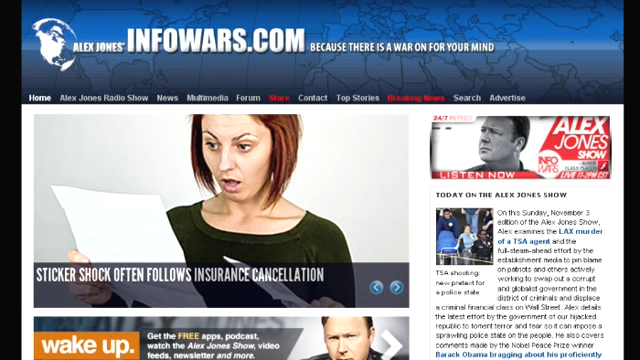 ALEX JONES' INFOWARS.COM BECAUSE THERE IS A WAR ON FOR YOUR MIND
Home Alex Jones Radio Show News Multimedia Forum Store Contact Top Stories Breaking News Search Advertise
STICKER SHOCK OFTEN FOLLOWS INSURANCE CANCELLATION
wake up.
Get the FREE apps, podcast,
watch the Alex Jones Show, video
feeds, newsletter and more.
24/7
ALEX
JONES
SHOW
INFO
WARS
LISTEN NOW
TODAY ON THE ALEX JONES SHOW
On this Sunday, November 3
edition of the Alex Jones Show,
Alex examines the LAX murder
of a TSA agent and the
full-steam-ahead effort by the
establishment media to pin blame
on patriots and others actively
working to swap out a corrupt
and globalist government in the
district of criminals and displace
TSA shooting:
new pretext for
a police state
a criminal financial class on Wall Street. Alex details
the latest effort by the government of our hijacked
republic to torment terror and fear so it can impose a
sprawling police state on the people. He also covers
comments made by the Nobel Peace Prize winner
Barack Obama bragging about his proficiently